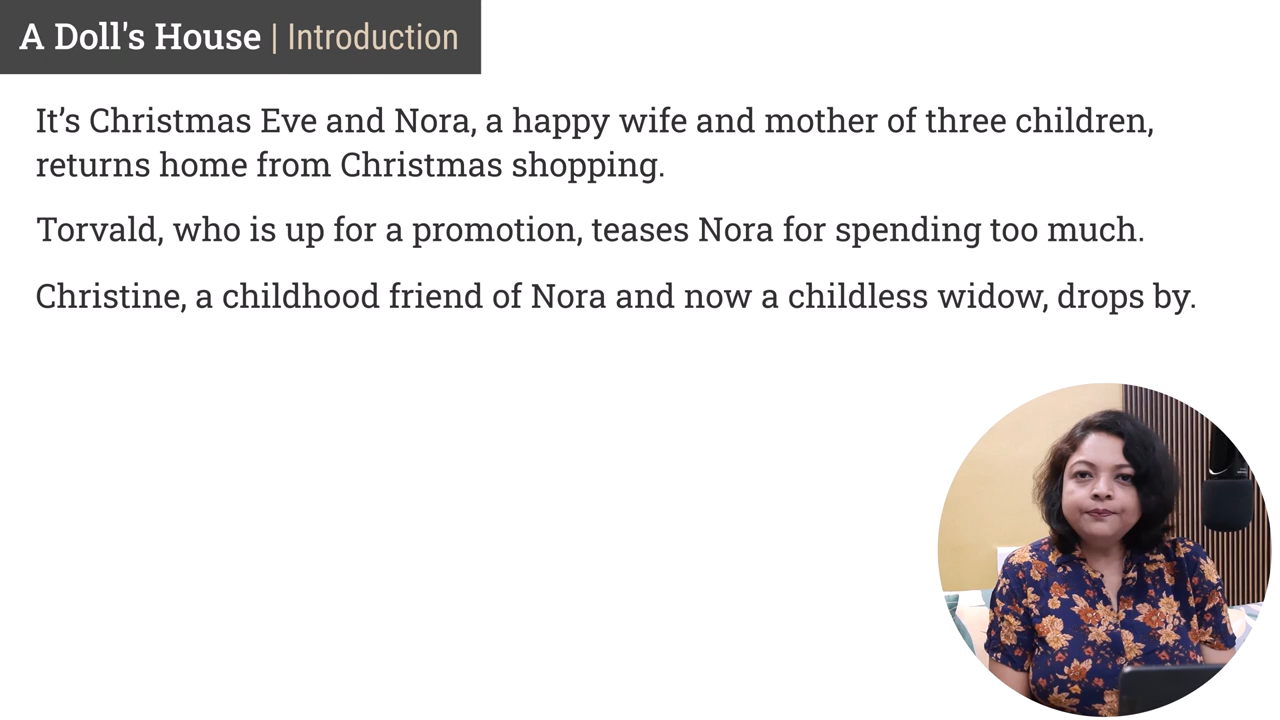 A Doll's House | Introduction
It’s Christmas Eve and Nora, a happy wife and mother of three children,
returns home from Christmas shopping.
Torvald, who is up for a promotion, teases Nora for spending too much.
Christine, a childhood friend of Nora and now a childless widow, drops by.